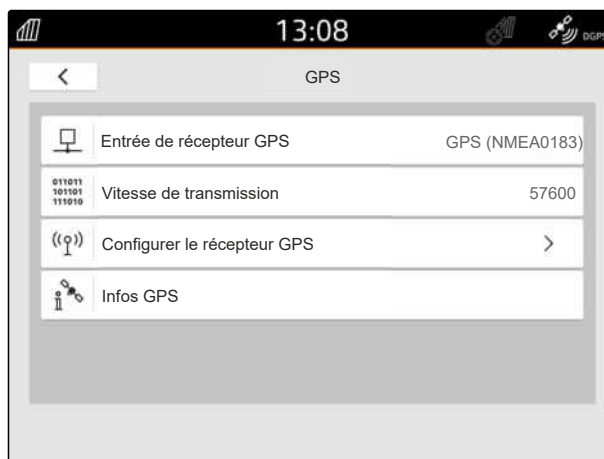 13:08
DGPS
GPS
Entrée de récepteur GPS GPS (NMEA0183)
011011
101101
111010
Vitesse de transmission 57600
Configurer le récepteur GPS
Infos GPS